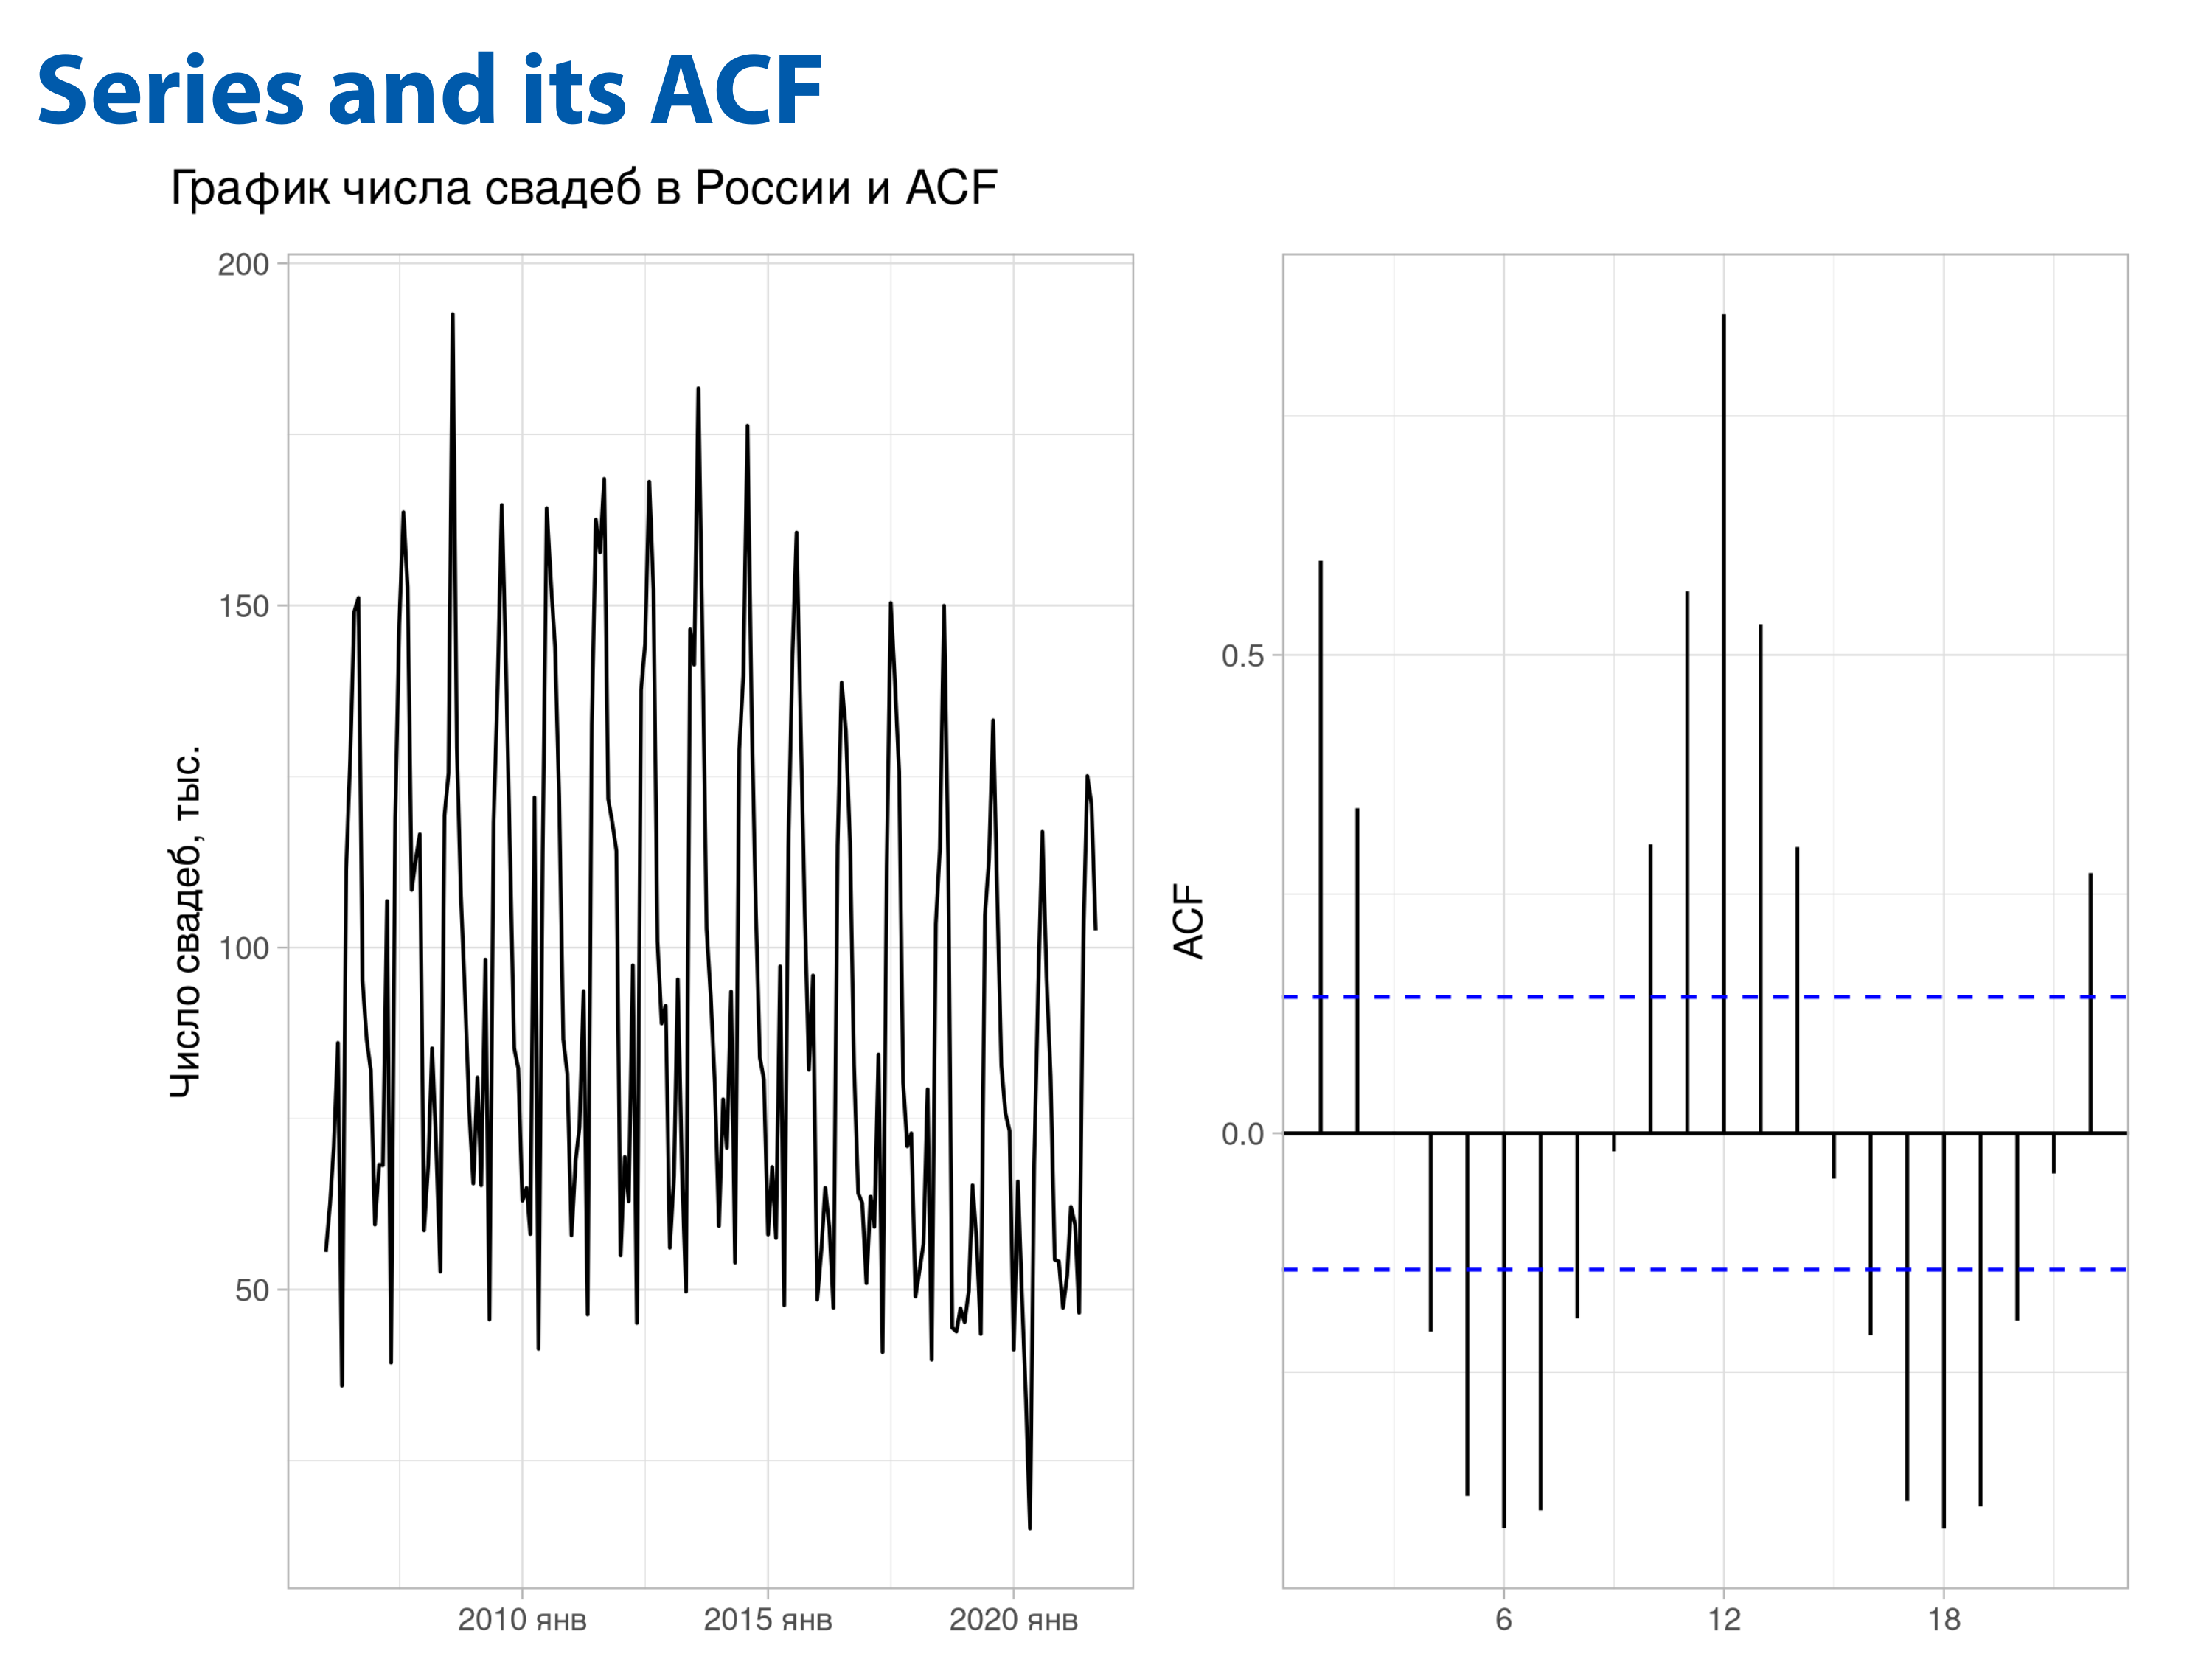 Series and its ACF
График числа свадеб в России и ACF
Число свадеб, тыс.
200
150
100
50
2010 янв
2015 янв
2020 янв
ACF
0.5
0.0
6
12
18